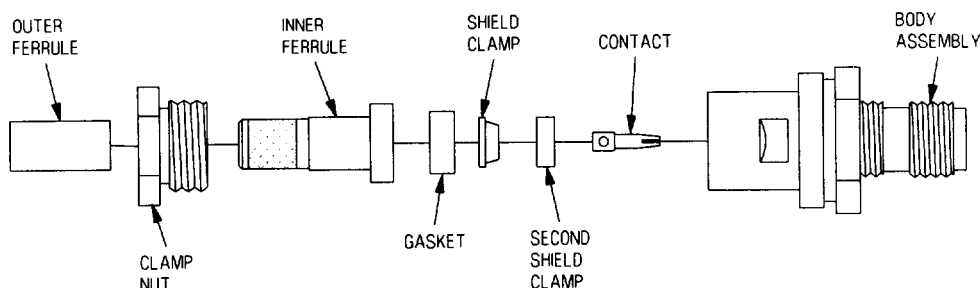 OUTER
FERRULE
INNER
FERRULE
SHIELD
CLAMP
CONTACT
BODY
ASSEMBLY
CLAMP
NUT
GASKET
SECOND
SHIELD
CLAMP